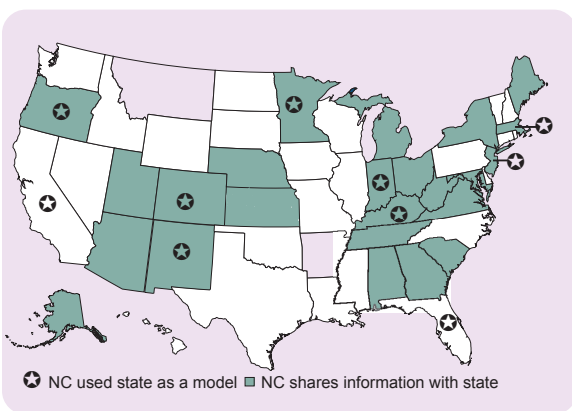 NC used state as a model NC shares information with state